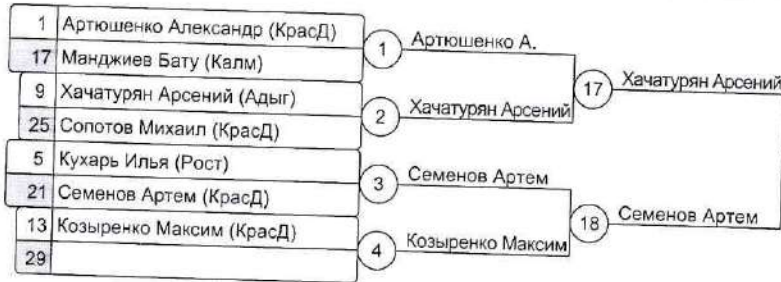 1 Артюшенко Александр (КрасД)
17 Манджиев Бату (Калм)
9 Хачатурян Арсений (Адыг)
25 Сопотов Михаил (КрасД)
5 Кухарь Илья (Рост)
21 Семенов Артем (КрасД)
13 Козыренко Максим (КрасД)
29
1 Артюшенко А.
2 Хачатурян Арсений
3 Семенов Артем
4 Козыренко Максим
17 Хачатурян Арсений
18 Семенов Артем